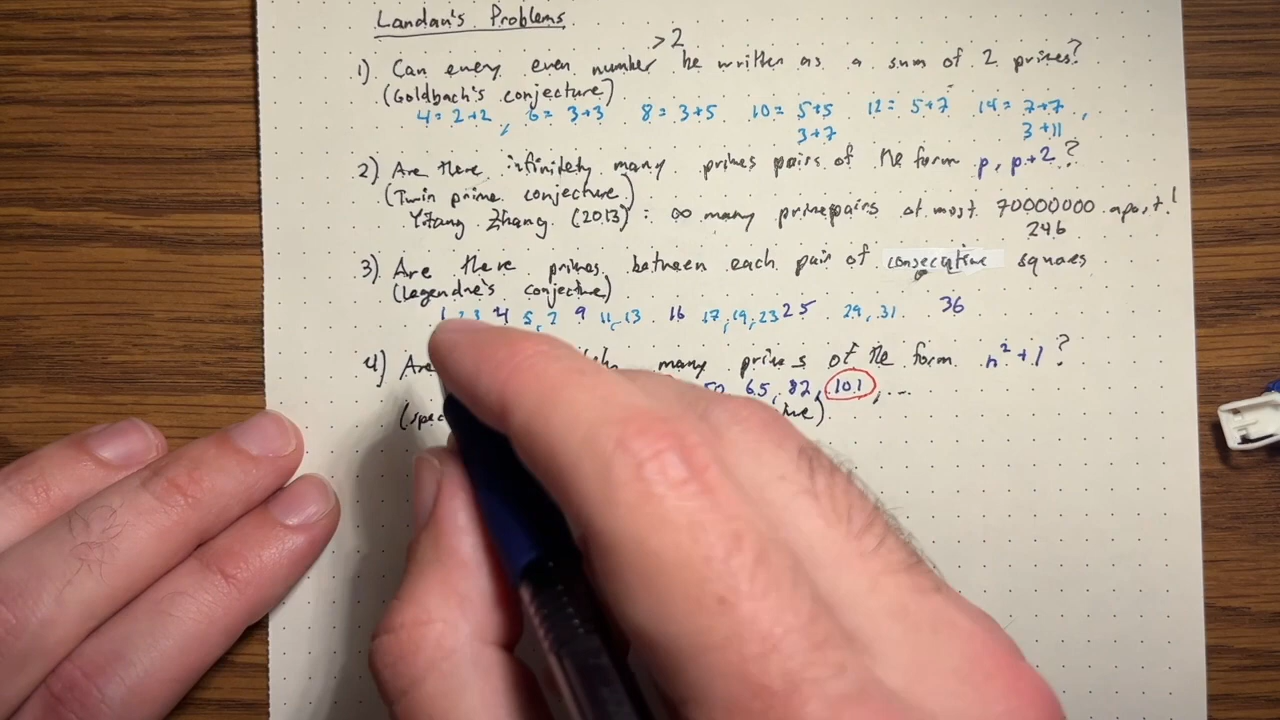 Landau's Problems
>2
1) Can every even number be written as a sum of 2 primes?
(Goldbach's conjecture)
4=2+2, 6=3+3 8=3+5 10=5+5 12=5+7 14=7+7,
3+7 3+11
2) Are there infinitely many primes pairs of the form p, p+2?
(Twin prime conjecture)
Yitang Zhang (2013): ∞ many prime pairs at most 70000000 apart!
246
3) Are there primes between each pair of consecutive squares
(Legendre's conjecture)
1 2,3 4 5,7 9 11,13 16 17,19,23 25 29,31 36
4) Are many primes of the form n²+1?
50, 65, 82, 101, ...